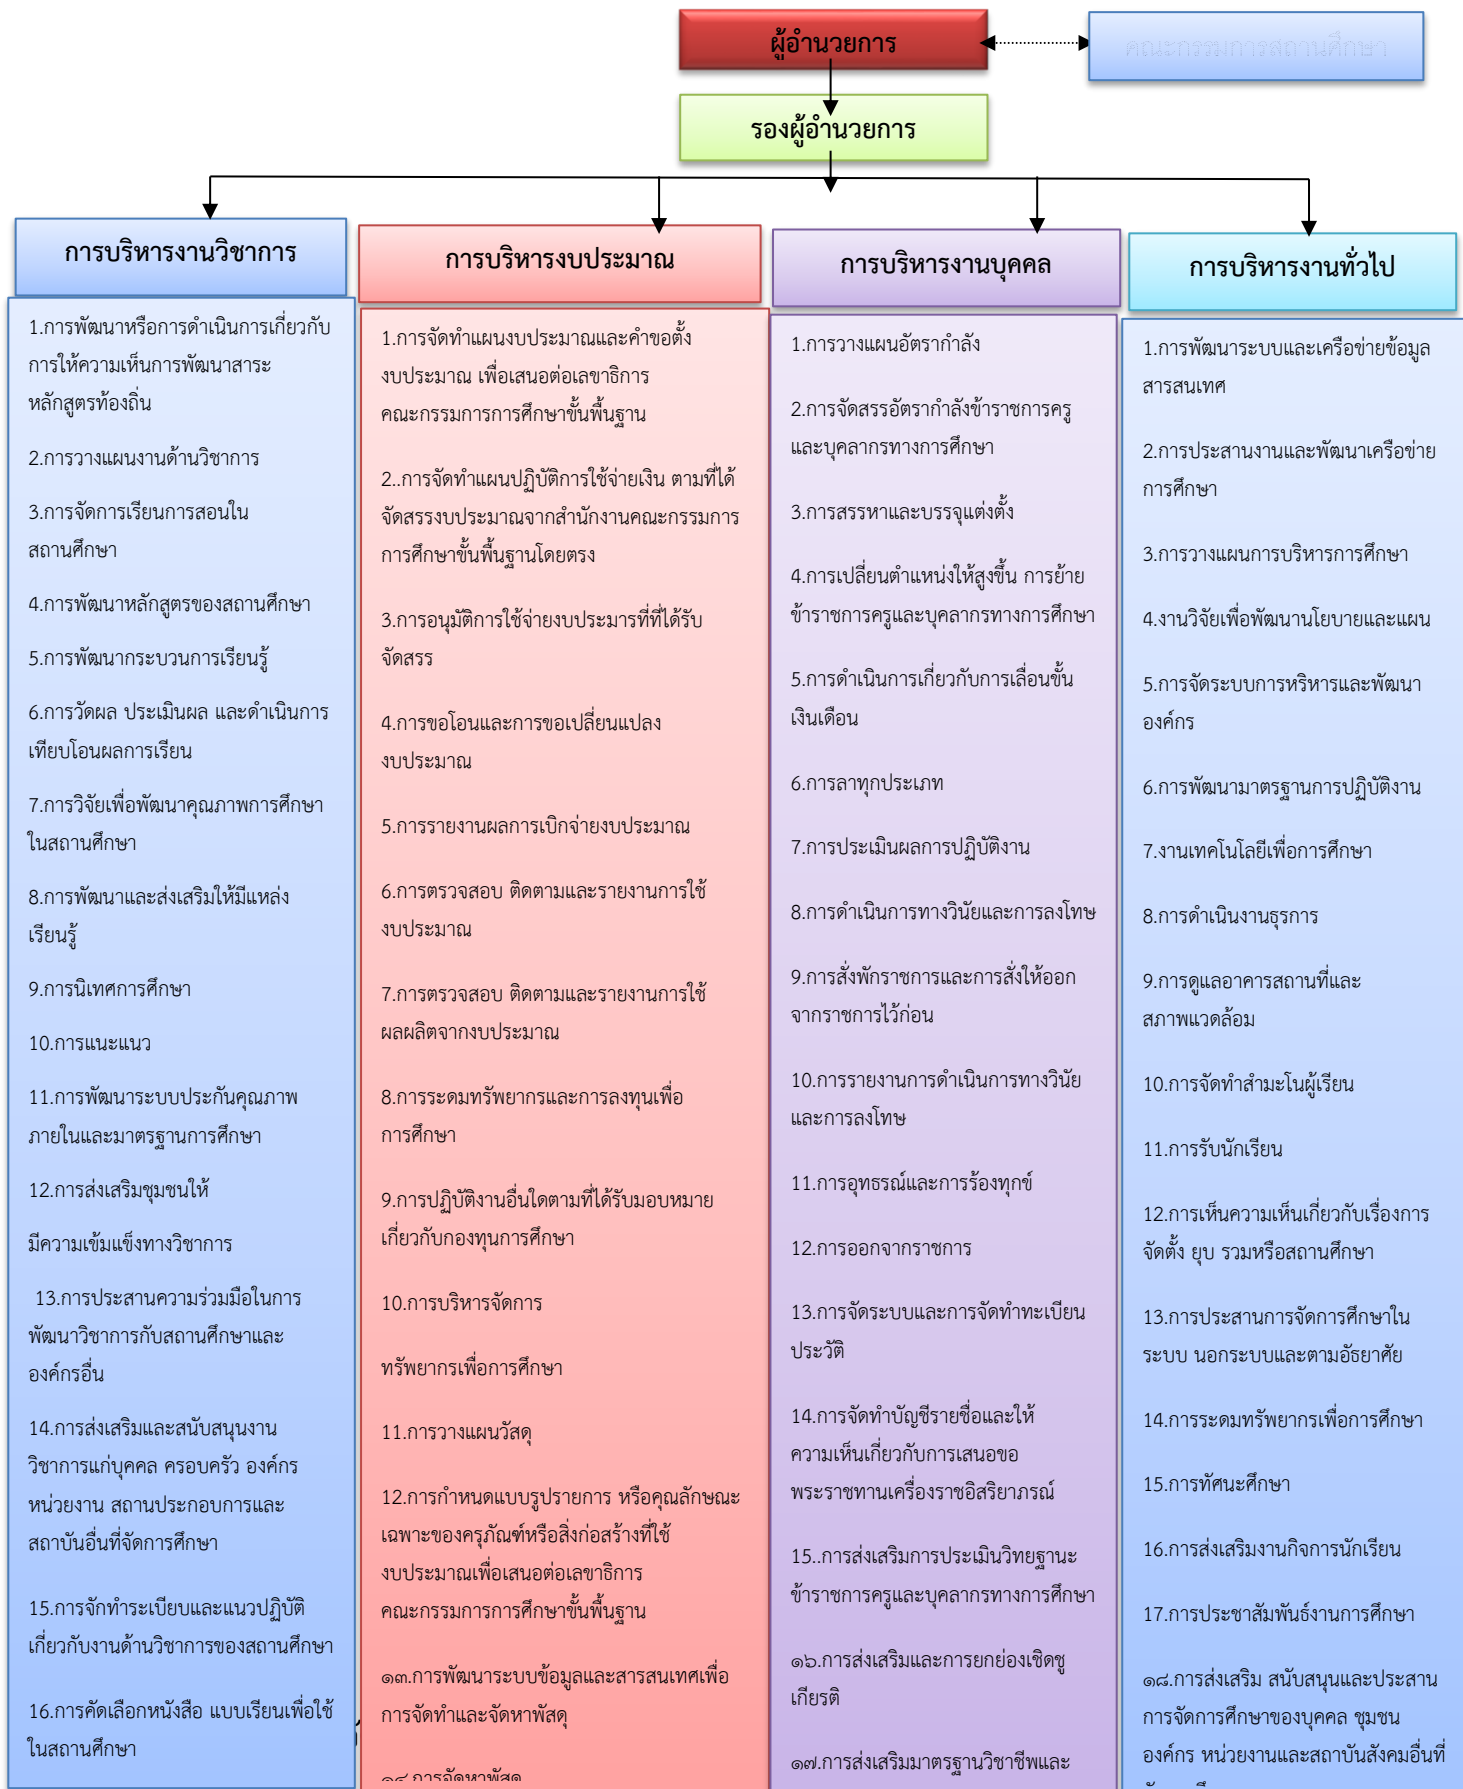 ผู้อำนวยการ
คณะกรรมการสถานศึกษา
รองผู้อำนวยการ
การบริหารงานวิชาการ
1.การพัฒนาหรือการดำเนินการเกี่ยวกับ
การให้ความเห็นการพัฒนาสาระ
หลักสูตรท้องถิ่น
2.การวางแผนงานด้านวิชาการ
3.การจัดการเรียนการสอนใน
สถานศึกษา
4.การพัฒนาหลักสูตรของสถานศึกษา
5.การพัฒนากระบวนการเรียนรู้
6.การวัดผล ประเมินผล และดำเนินการ
เทียบโอนผลการเรียน
7.การวิจัยเพื่อพัฒนาคุณภาพการศึกษา
ในสถานศึกษา
8.การพัฒนาและส่งเสริมให้มีแหล่ง
เรียนรู้
9.การนิเทศการศึกษา
10.การแนะแนว
11.การพัฒนาระบบประกันคุณภาพ
ภายในและมาตรฐานการศึกษา
12.การส่งเสริมชุมชนให้
มีความเข้มแข็งทางวิชาการ
13.การประสานความร่วมมือในการ
พัฒนาวิชาการกับสถานศึกษาและ
องค์กรอื่น
14.การส่งเสริมและสนับสนุนงาน
วิชาการแก่บุคคล ครอบครัว องค์กร
หน่วยงาน สถานประกอบการและ
สถาบันอื่นที่จัดการศึกษา
15.การจักทำระเบียบและแนวปฏิบัติ
เกี่ยวกับงานด้านวิชาการของสถานศึกษา
16.การคัดเลือกหนังสือ แบบเรียนเพื่อใช้
ในสถานศึกษา
การบริหารงบประมาณ
1.การจัดทำแผนงบประมาณและคำขอตั้ง
งบประมาณ เพื่อเสนอต่อเลขาธิการ
คณะกรรมการการศึกษาขั้นพื้นฐาน
2..การจัดทำแผนปฏิบัติการใช้จ่ายเงิน ตามที่ได้
จัดสรรงบประมาณจากสำนักงานคณะกรรมการ
การศึกษาขั้นพื้นฐานโดยตรง
3.การอนุมัติการใช้จ่ายงบประมารที่ที่ได้รับ
จัดสรร
4.การขอโอนและการขอเปลี่ยนแปลง
งบประมาณ
5.การรายงานผลการเบิกจ่ายงบประมาณ
6.การตรวจสอบ ติดตามและรายงานการใช้
งบประมาณ
7.การตรวจสอบ ติดตามและรายงานการใช้
ผลผลิตจากงบประมาณ
8.การระดมทรัพยากรและการลงทุนเพื่อ
การศึกษา
9.การปฏิบัติงานอื่นใดตามที่ได้รับมอบหมาย
เกี่ยวกับกองทุนการศึกษา
10.การบริหารจัดการ
ทรัพยากรเพื่อการศึกษา
11.การวางแผนวัสดุ
12.การกำหนดแบบรูปรายการ หรือคุณลักษณะ
เฉพาะของครุภัณฑ์หรือสิ่งก่อสร้างที่ใช้
งบประมาณเพื่อเสนอต่อเลขาธิการ
คณะกรรมการการศึกษาขั้นพื้นฐาน
๑๓.การพัฒนาระบบข้อมูลและสารสนเทศเพื่อ
การจัดทำและจัดหาพัสดุ
๑๔.การจัดหาพัสดุ
การบริหารงานบุคคล
1.การวางแผนอัตรากำลัง
2.การจัดสรรอัตรากำลังข้าราชการครู
และบุคลากรทางการศึกษา
3.การสรรหาและบรรจุแต่งตั้ง
4.การเปลี่ยนตำแหน่งให้สูงขึ้น การย้าย
ข้าราชการครูและบุคลากรทางการศึกษา
5.การดำเนินการเกี่ยวกับการเลื่อนขั้น
เงินเดือน
6.การลาทุกประเภท
7.การประเมินผลการปฏิบัติงาน
8.การดำเนินการทางวินัยและการลงโทษ
9.การสั่งพักราชการและการสั่งให้ออก
จากราชการไว้ก่อน
10.การรายงานการดำเนินการทางวินัย
และการลงโทษ
11.การอุทธรณ์และการร้องทุกข์
12.การออกจากราชการ
13.การจัดระบบและการจัดทำทะเบียน
ประวัติ
14.การจัดทำบัญชีรายชื่อและให้
ความเห็นเกี่ยวกับการเสนอขอ
พระราชทานเครื่องราชอิสริยาภรณ์
15..การส่งเสริมการประเมินวิทยฐานะ
ข้าราชการครูและบุคลากรทางการศึกษา
๑๖.การส่งเสริมและการยกย่องเชิดชู
เกียรติ
๑๗.การส่งเสริมมาตรฐานวิชาชีพและ
การบริหารงานทั่วไป
1.การพัฒนาระบบและเครือข่ายข้อมูล
สารสนเทศ
2.การประสานงานและพัฒนาเครือข่าย
การศึกษา
3.การวางแผนการบริหารการศึกษา
4.งานวิจัยเพื่อพัฒนานโยบายและแผน
5.การจัดระบบการหริหารและพัฒนา
องค์กร
6.การพัฒนามาตรฐานการปฏิบัติงาน
7.งานเทคโนโลยีเพื่อการศึกษา
8.การดำเนินงานธุรการ
9.การดูแลอาคารสถานที่และ
สภาพแวดล้อม
10.การจัดทำสำมะโนผู้เรียน
11.การรับนักเรียน
12.การเห็นความเห็นเกี่ยวกับเรื่องการ
จัดตั้ง ยุบ รวมหรือสถานศึกษา
13.การประสานการจัดการศึกษาใน
ระบบ นอกระบบและตามอัธยาศัย
14.การระดมทรัพยากรเพื่อการศึกษา
15.การทัศนะศึกษา
16.การส่งเสริมงานกิจการนักเรียน
17.การประชาสัมพันธ์งานการศึกษา
๑๘.การส่งเสริม สนับสนุนและประสาน
การจัดการศึกษาของบุคคล ชุมชน
องค์กร หน่วยงานและสถาบันสังคมอื่นที่